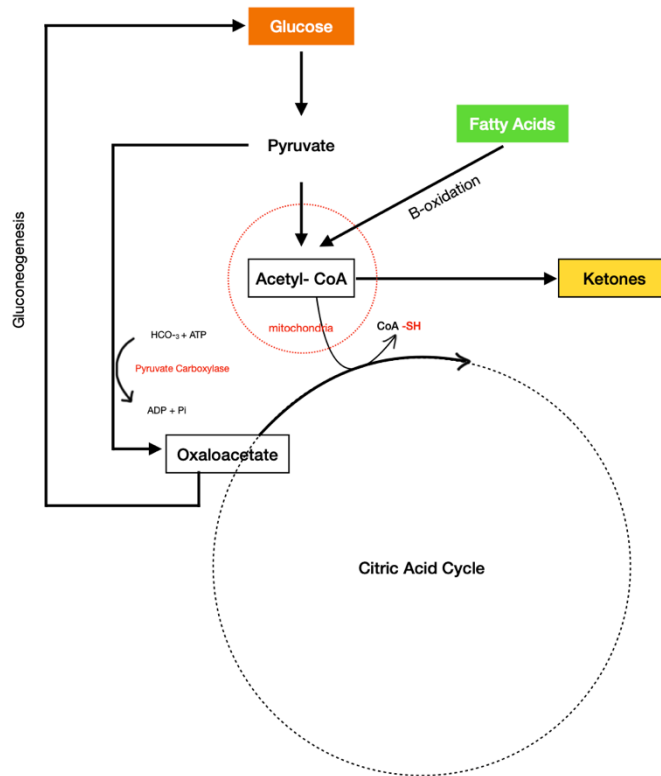 Glucose
Fatty Acids
Pyruvate
B-oxidation
Gluconeogenesis
Acetyl- CoA
Ketones
mitochondria
CoA -SH
HCO-₃ + ATP
Pyruvate Carboxylase
ADP + Pi
Oxaloacetate
Citric Acid Cycle